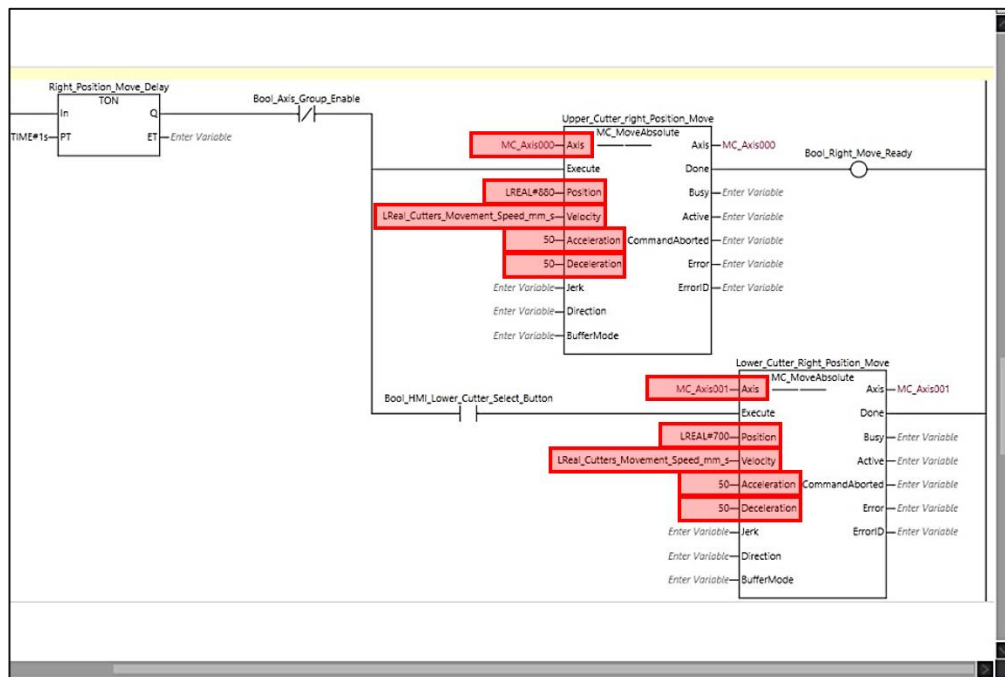 Right_Position_Move_Delay
TON
In Q
TIME#1s PT ET Enter Variable
Bool_Axis_Group_Enable
Upper_Cutter_right_Position_Move
MC_MoveAbsolute
MC_Axis000 Axis Axis MC_Axis000
Execute Done
Bool_Right_Move_Ready
LREAL#880 Position Busy Enter Variable
LReal_Cutters_Movement_Speed_mm_s Velocity Active Enter Variable
50 Acceleration CommandAborted Enter Variable
50 Deceleration Error Enter Variable
Enter Variable Jerk ErrorID Enter Variable
Enter Variable Direction
Enter Variable BufferMode
Lower_Cutter_Right_Position_Move
MC_MoveAbsolute
MC_Axis001 Axis Axis MC_Axis001
Bool_HMI_Lower_Cutter_Select_Button
Execute Done
LREAL#700 Position Busy Enter Variable
LReal_Cutters_Movement_Speed_mm_s Velocity Active Enter Variable
50 Acceleration CommandAborted Enter Variable
50 Deceleration Error Enter Variable
Enter Variable Jerk ErrorID Enter Variable
Enter Variable Direction
Enter Variable BufferMode